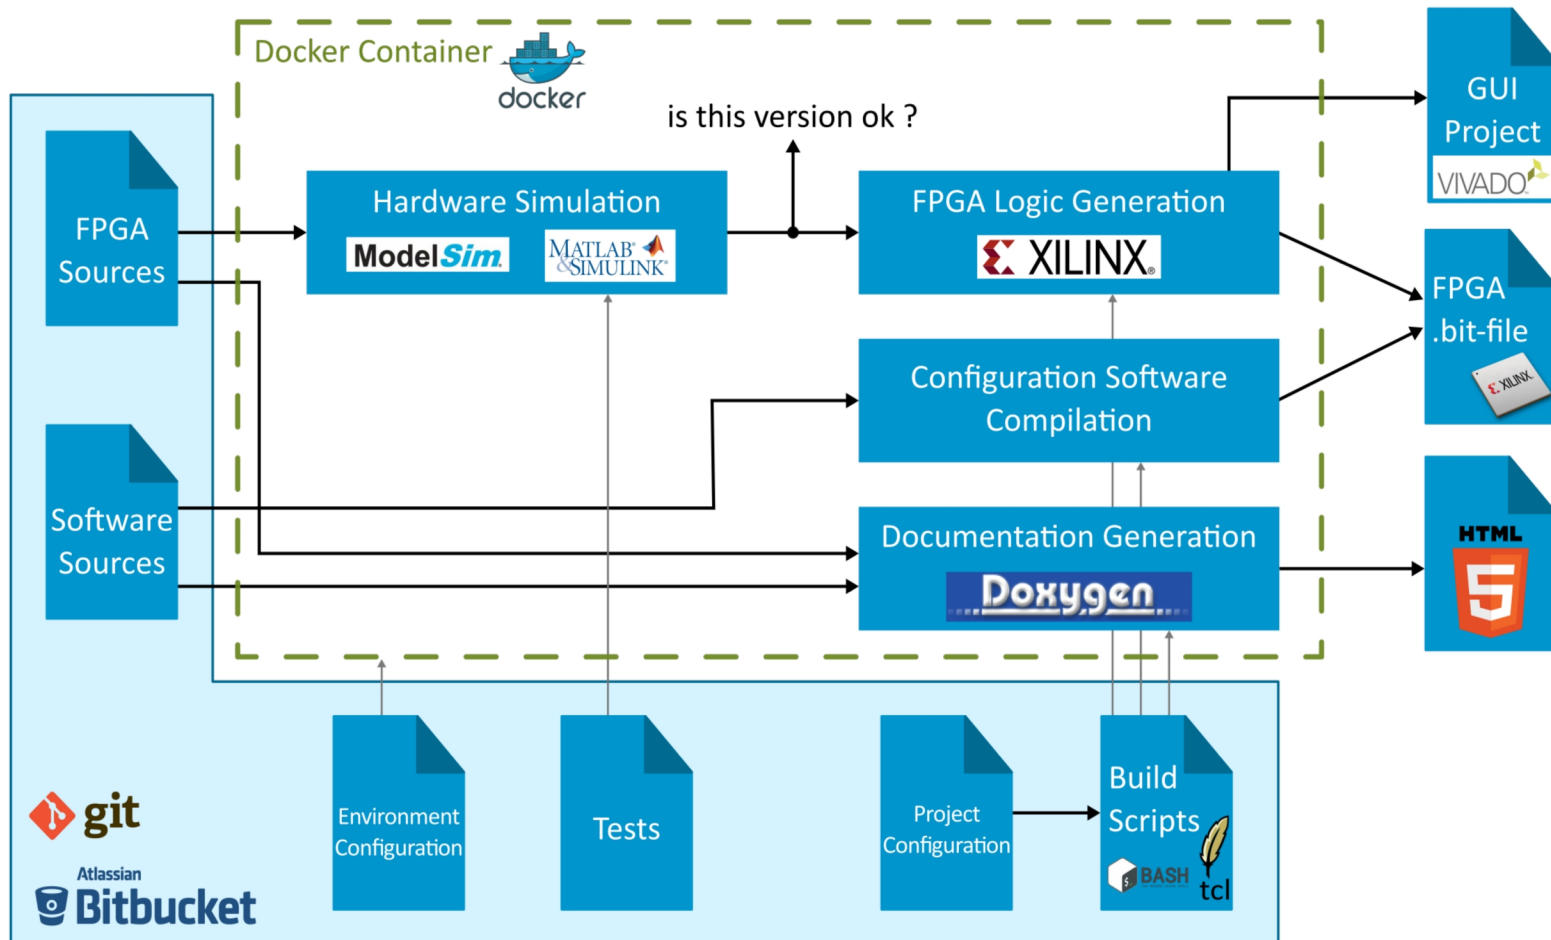 Docker Container
docker
is this version ok ?
GUI
Project
VIVADO
FPGA
Sources
Hardware Simulation
ModelSim
MATLAB
&SIMULINK®
FPGA Logic Generation
XILINX®
FPGA
.bit-file
XILINX
Configuration Software
Compilation
Software
Sources
Documentation Generation
Doxygen
HTML
5
Environment
Configuration
Tests
Project
Configuration
Build
Scripts
BASH
tcl
git
Atlassian
Bitbucket